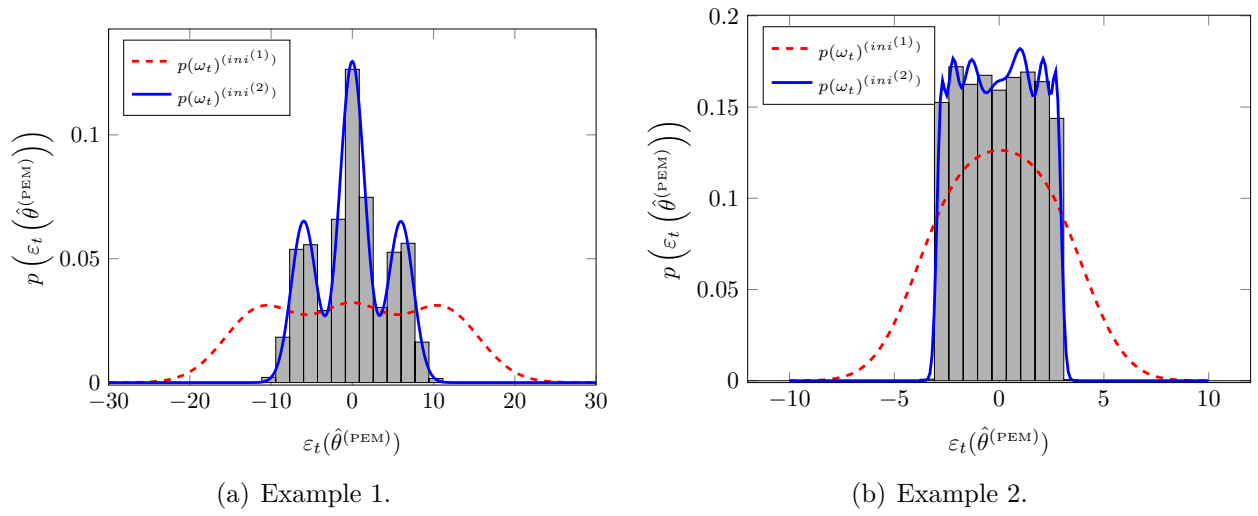 p(ω_t)^{(ini^{(1)})}
p(ω_t)^{(ini^{(2)})}
0.1
0.05
0
−30 −20 −10 0 10 20 30
p(ε_t(θ̂^{(PEM)}))
ε_t(θ̂^{(PEM)})
(a) Example 1.
p(ω_t)^{(ini^{(1)})}
p(ω_t)^{(ini^{(2)})}
0.2
0.15
0.1
0.05
0
−10 −5 0 5 10
p(ε_t(θ̂^{(PEM)}))
ε_t(θ̂^{(PEM)})
(b) Example 2.